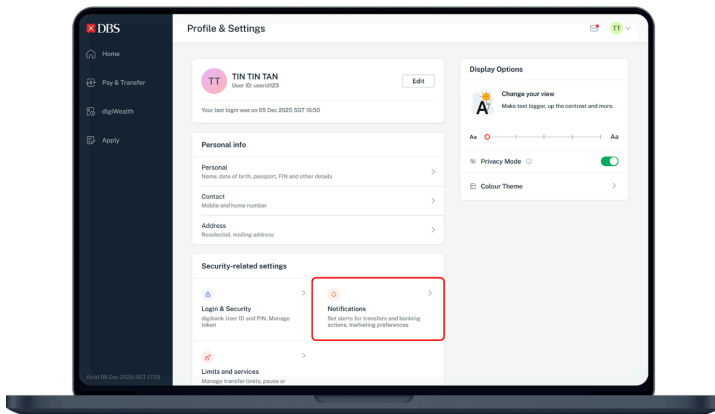 DBS
Profile & Settings
TT
Home
Pay & Transfer
digiWealth
Apply
TT
TIN TIN TAN
User ID: userid123
Edit
Your last login was on 05 Dec 2025 SGT 16:50
Personal info
Personal
Name, date of birth, passport, FIN and other details
Contact
Mobile and home number
Address
Residential, mailing address
Security-related settings
Login & Security
digibank User ID and PIN, Manage
token
Notifications
Set alerts for transfers and banking
actions, marketing preferences
Limits and services
Manage transfer limits, pause or
Display Options
Change your view
Make text bigger, up the contrast and more.
Aa
Aa
Privacy Mode
Colour Theme
As of 05 Dec 2025 SGT 17:13